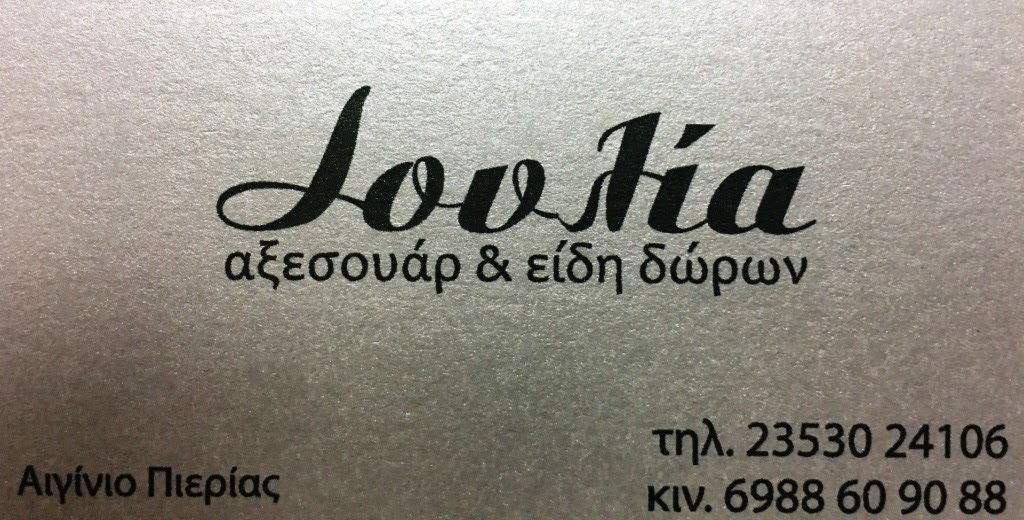 Ιουλία
αξεσουάρ & είδη δώρων
Αιγίνιο Πιερίας
τηλ. 23530 24106
κιν. 6988 60 90 88